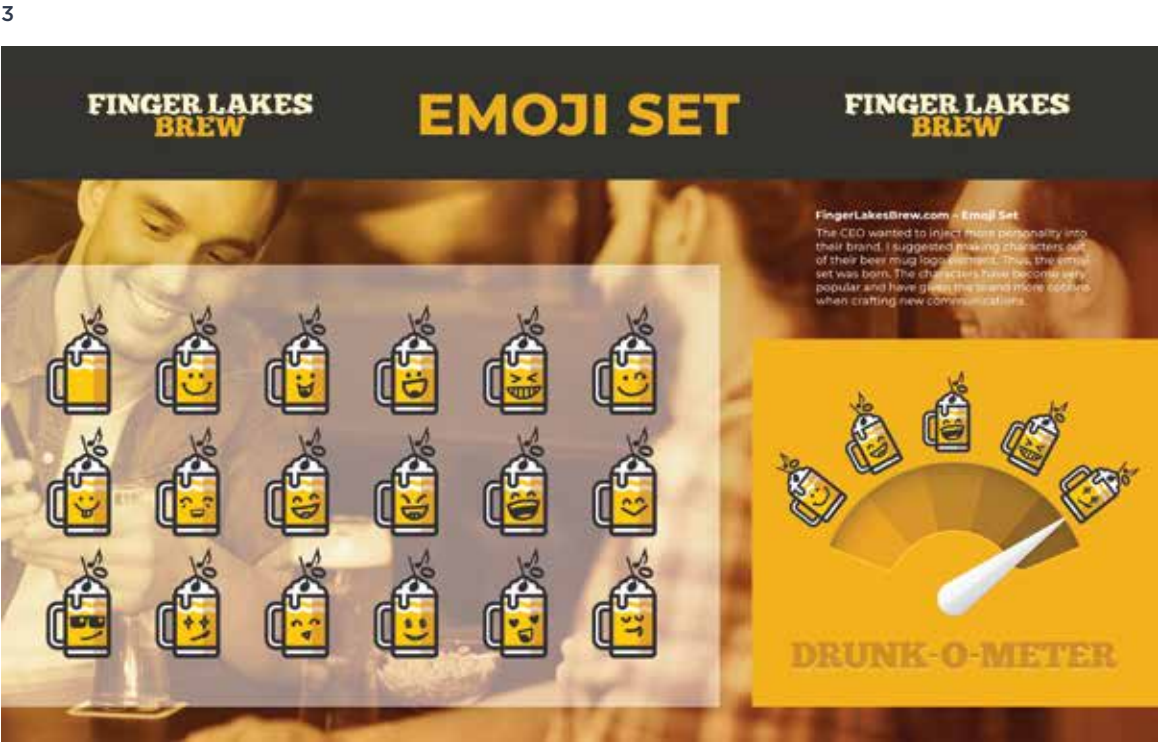 3
FINGER LAKES
BREW
EMOJI SET
FINGER LAKES
BREW
FingerLakesBrew.com – Emoji Set
The CEO wanted to inject more personality into
their brand. I suggested making characters out
of their beer mug logo element. Thus, the emoji
set was born. The characters have become very
popular and have given the brand more options
when crafting new communications.
DRUNK-O-METER